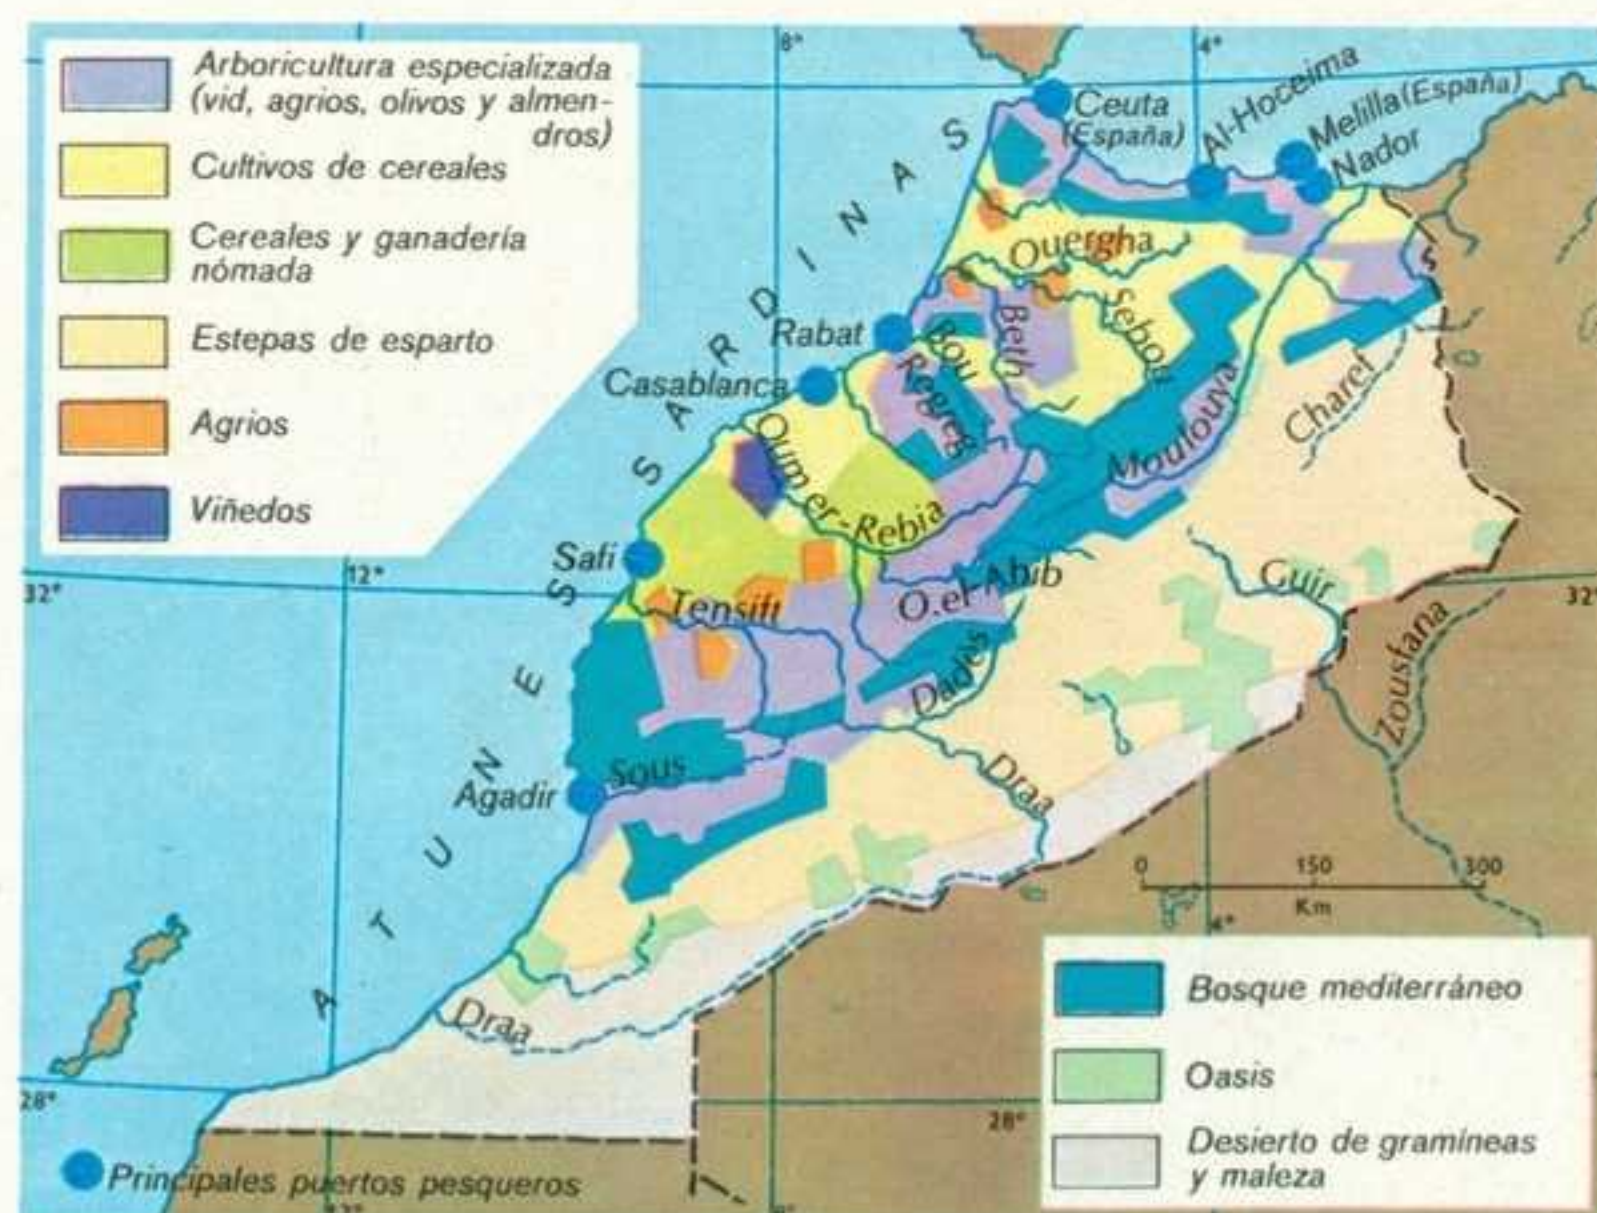 Arboricultura especializada
(vid, agrios, olivos y almen-
dros)
Cultivos de cereales
Cereales y ganadería
nómada
Estepas de esparto
Agrios
Viñedos
8°
4°
Ceuta
(España)
Al-Hoceima
Melilla (España)
Nador
SARDINAS
Ouergha
Sebou
Beth
Bou
Regreg
Rabat
Casablanca
Moulouya
Charef
Oum er-Rebia
Safi
32°
12°
32°
Tensift
O.el-Abib
Guir
Zousfana
Dades
Draa
Sous
Agadir
ATUNES
0 150 300
Km
4°
Draa
28°
28°
Principales puertos pesqueros
12°
8°
Bosque mediterráneo
Oasis
Desierto de gramíneas
y maleza